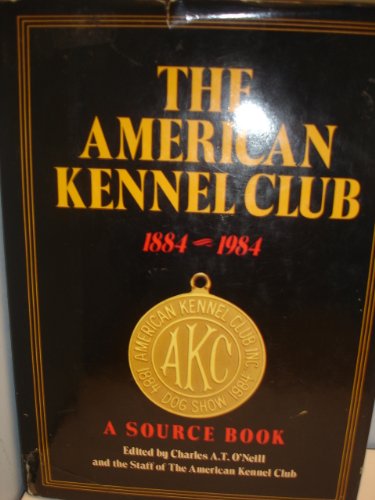 THE
AMERICAN
KENNEL CLUB
1884 – 1984
AMERICAN KENNEL CLUB INC.
AKC
1884 DOG SHOW 1984
A SOURCE BOOK
Edited by Charles A.T. O'Neill
and the Staff of The American Kennel Club